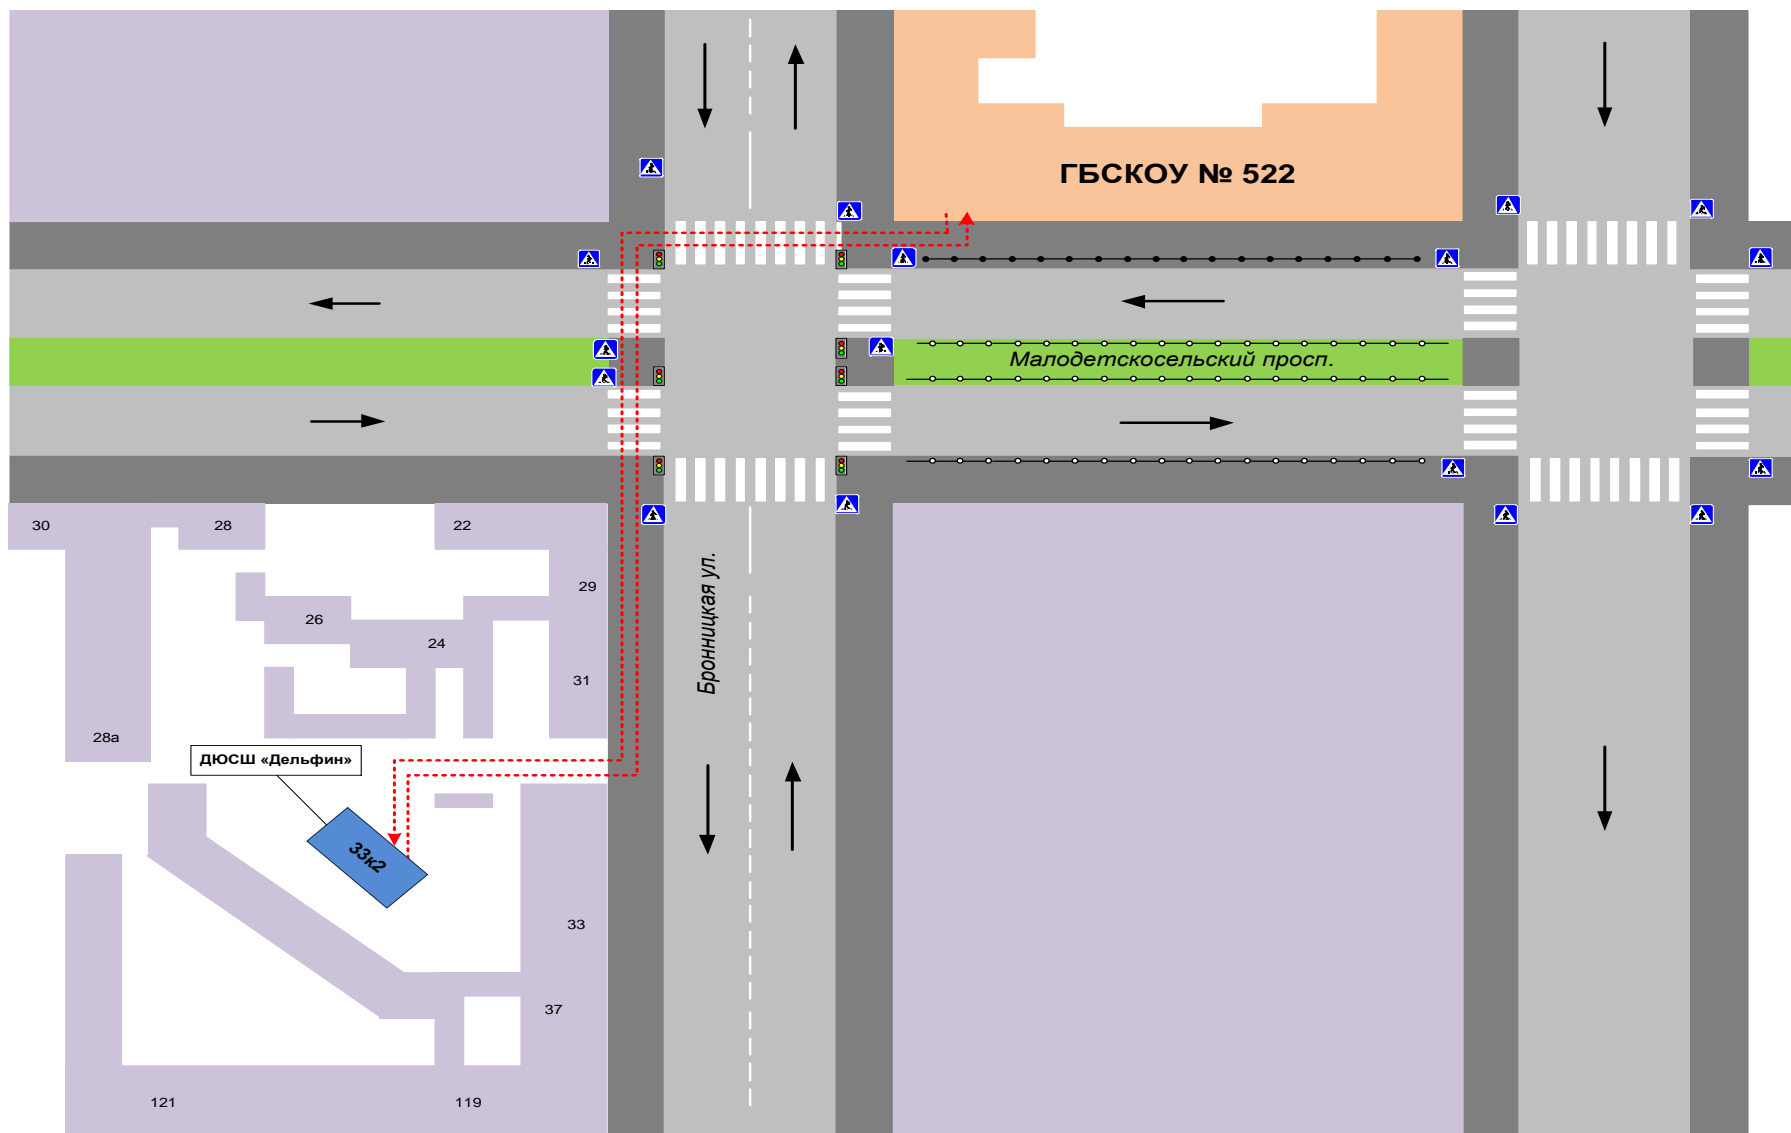 ГБСКОУ № 522
Малодетскосельский просп.
30
28
22
Бронницкая ул.
29
26
24
31
28а
ДЮСШ «Дельфин»
33к2
33
37
121
119